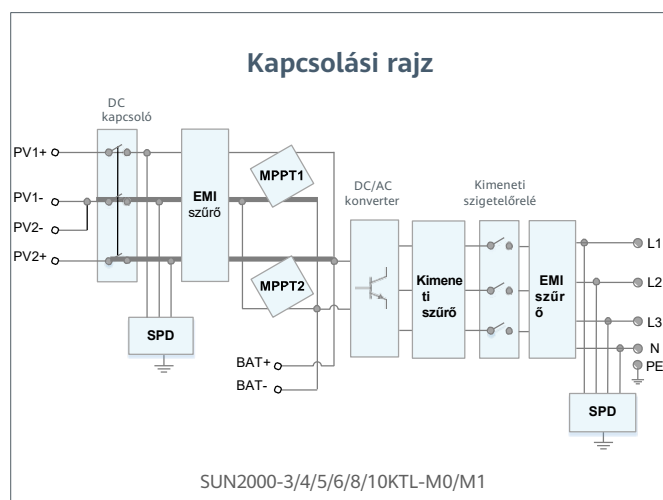 Kapcsolási rajz
DC
kapcsoló
PV1+
PV1-
PV2-
PV2+
EMI
szűrő
MPPT1
MPPT2
SPD
BAT+
BAT-
DC/AC
konverter
Kimene
ti
szűrő
Kimeneti
szigetelőrelé
EMI
szűr
ő
L1
L2
L3
N
PE
SPD
SUN2000-3/4/5/6/8/10KTL-M0/M1